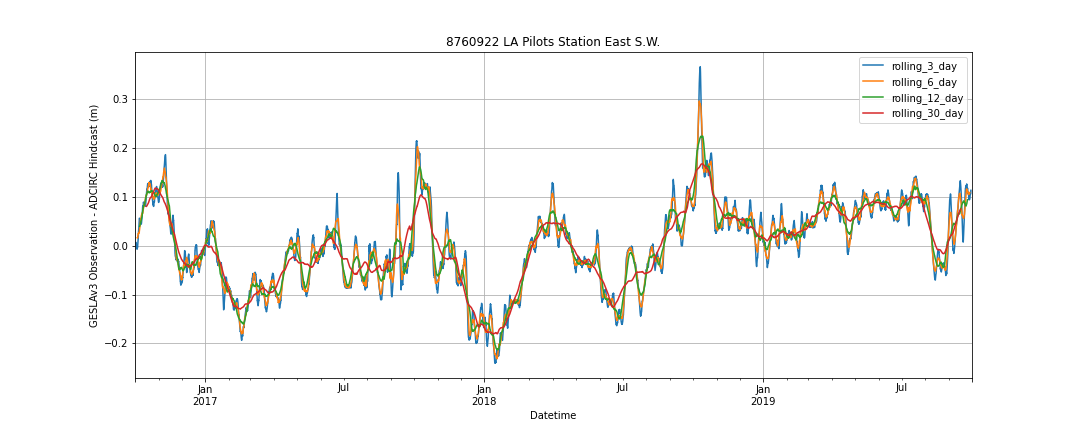 8760922 LA Pilots Station East S.W.
rolling_3_day
rolling_6_day
rolling_12_day
rolling_30_day
GESLAv3 Observation - ADCIRC Hindcast (m)
0.3
0.2
0.1
0.0
−0.1
−0.2
Jan Jul Jan Jul Jan Jul
2017 2018 2019
Datetime